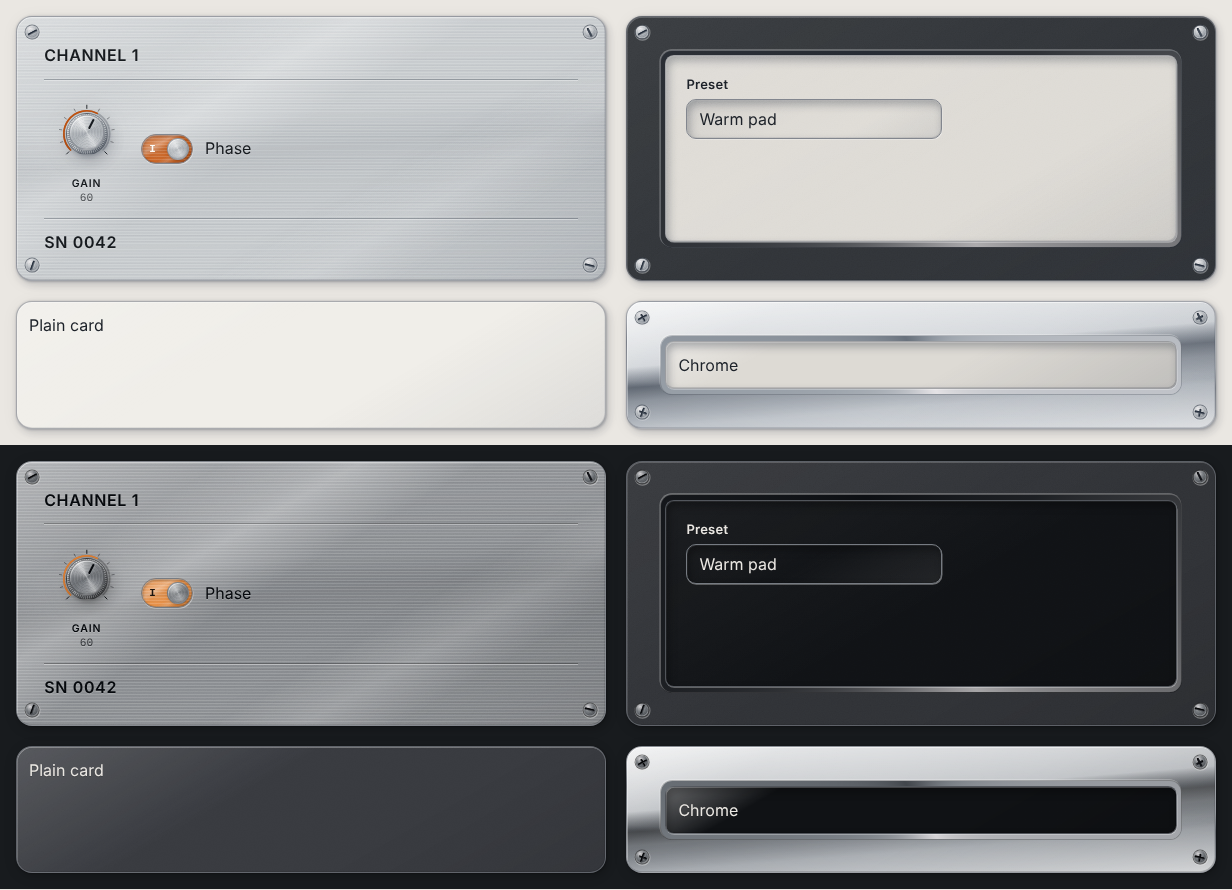 CHANNEL 1
I
Phase
GAIN
60
SN 0042
Preset
Warm pad
Plain card
Chrome
CHANNEL 1
I
Phase
GAIN
60
SN 0042
Preset
Warm pad
Plain card
Chrome